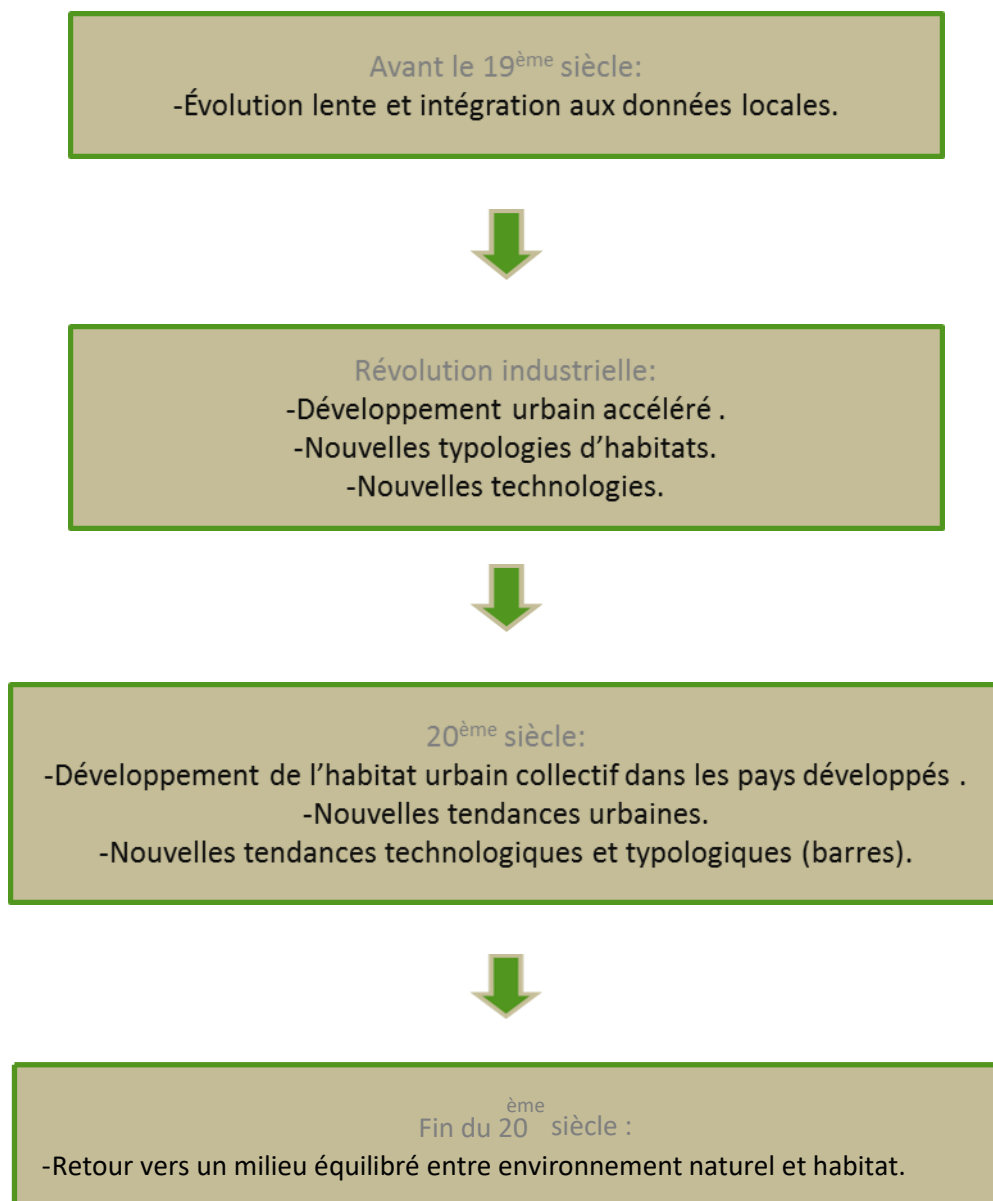 Avant le 19ème siècle:
-Évolution lente et intégration aux données locales.
Révolution industrielle:
-Développement urbain accéléré .
-Nouvelles typologies d’habitats.
-Nouvelles technologies.
20ème siècle:
-Développement de l’habitat urbain collectif dans les pays développés .
-Nouvelles tendances urbaines.
-Nouvelles tendances technologiques et typologiques (barres).
Fin du 20ème siècle :
-Retour vers un milieu équilibré entre environnement naturel et habitat.